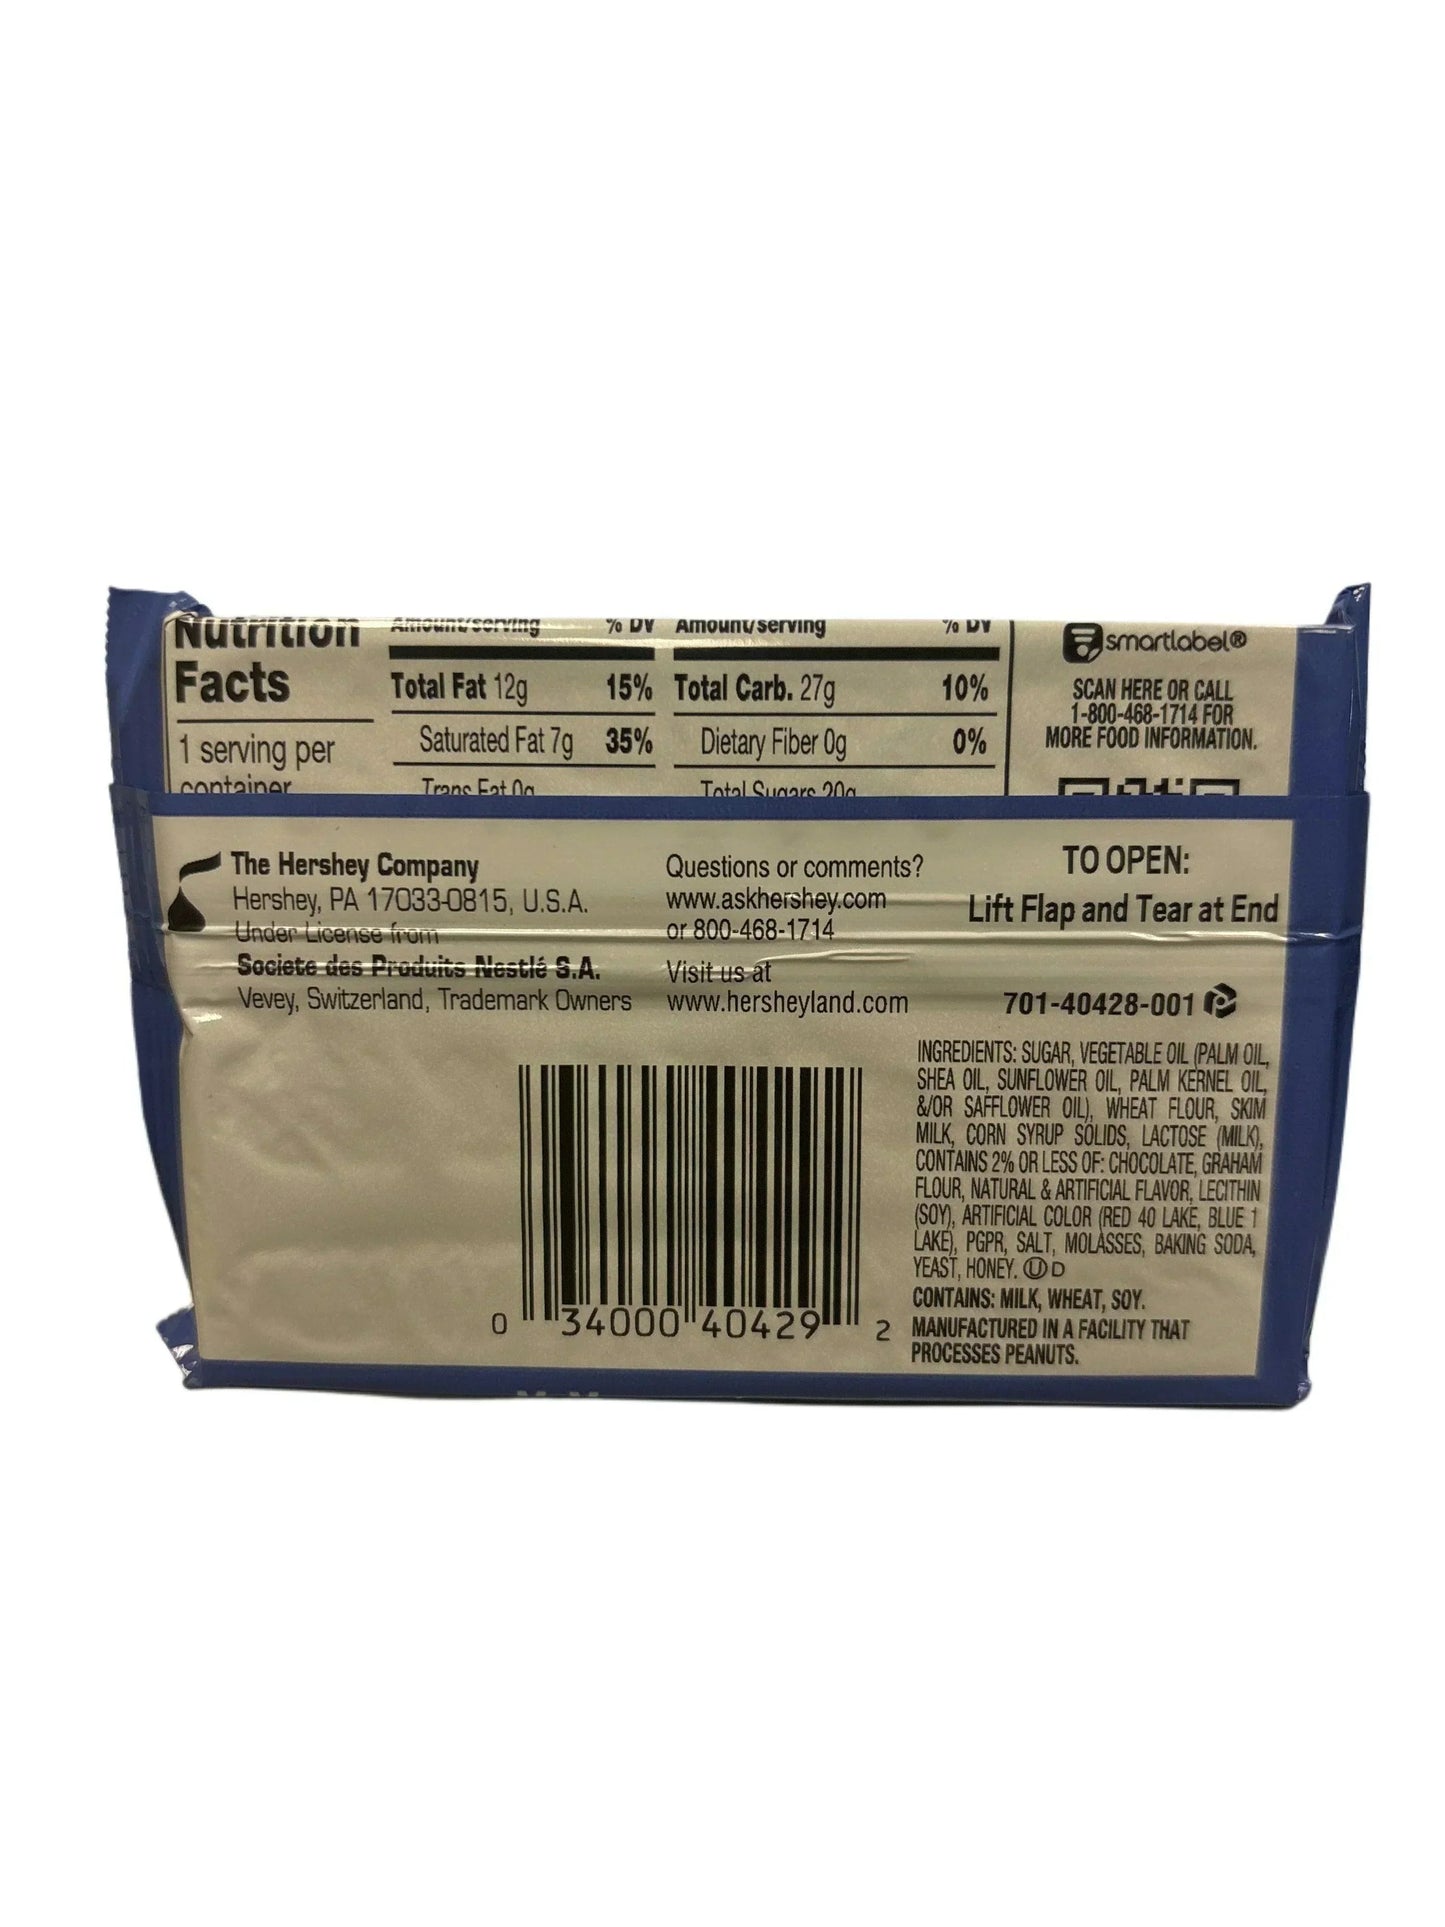 Nutrition
Facts
1 serving per
container
Amount/serving % DV
Total Fat 12g 15%
Saturated Fat 7g 35%
Trans Fat 0g
Amount/serving % DV
Total Carb. 27g 10%
Dietary Fiber 0g 0%
Total Sugars 20g
smartlabel®
SCAN HERE OR CALL
1-800-468-1714 FOR
MORE FOOD INFORMATION.
The Hershey Company
Hershey, PA 17033-0815, U.S.A.
Under License from
Societe des Produits Nestlé S.A.
Vevey, Switzerland, Trademark Owners
Questions or comments?
www.askhershey.com
or 800-468-1714
Visit us at
www.hersheyland.com
TO OPEN:
Lift Flap and Tear at End
701-40428-001
INGREDIENTS: SUGAR, VEGETABLE OIL (PALM OIL,
SHEA OIL, SUNFLOWER OIL, PALM KERNEL OIL,
&/OR SAFFLOWER OIL), WHEAT FLOUR, SKIM
MILK, CORN SYRUP SOLIDS, LACTOSE (MILK),
CONTAINS 2% OR LESS OF: CHOCOLATE, GRAHAM
FLOUR, NATURAL & ARTIFICIAL FLAVOR, LECITHIN
(SOY), ARTIFICIAL COLOR (RED 40 LAKE, BLUE 1
LAKE), PGPR, SALT, MOLASSES, BAKING SODA,
YEAST, HONEY. Ⓤ D
CONTAINS: MILK, WHEAT, SOY.
MANUFACTURED IN A FACILITY THAT
PROCESSES PEANUTS.
0 34000 40429 2